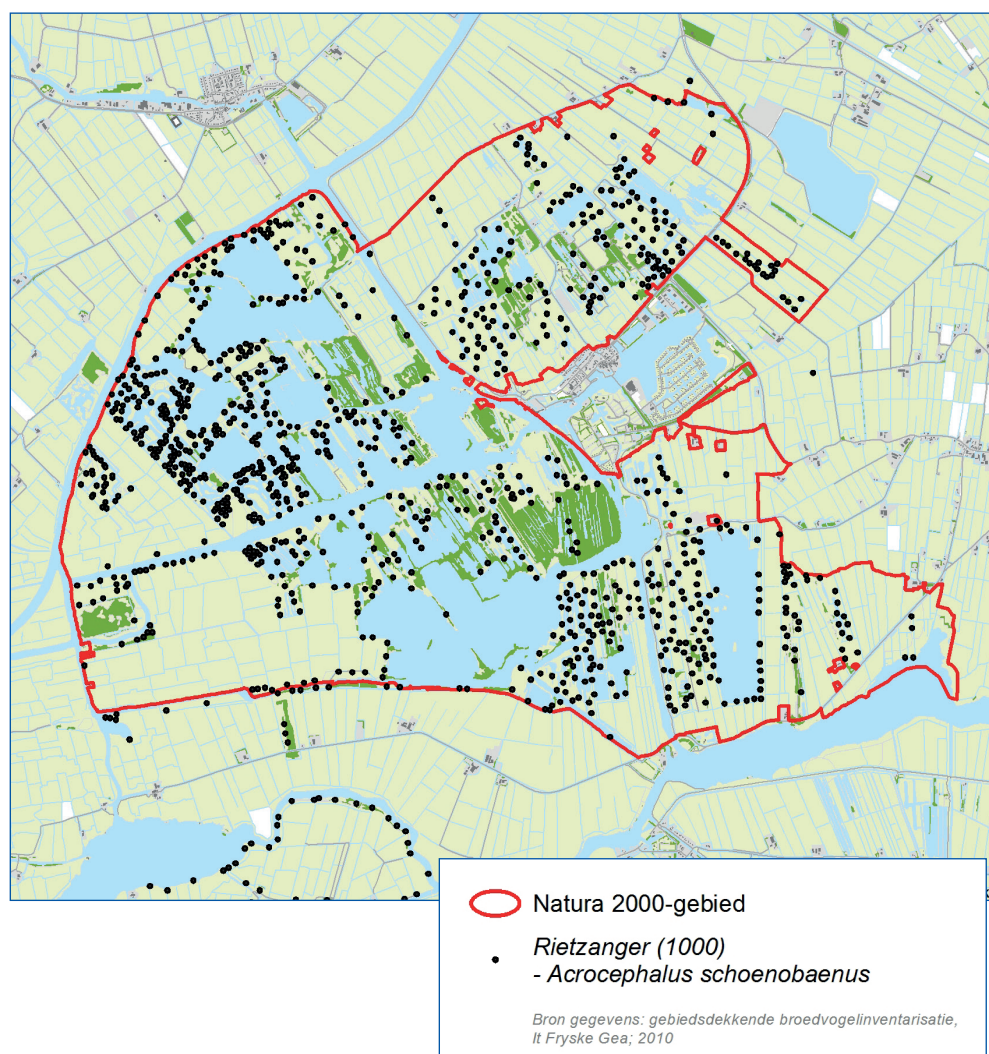 Natura 2000-gebied
Rietzanger (1000)
- Acrocephalus schoenobaenus
Bron gegevens: gebiedsdekkende broedvogelinventarisatie,
It Fryske Gea; 2010